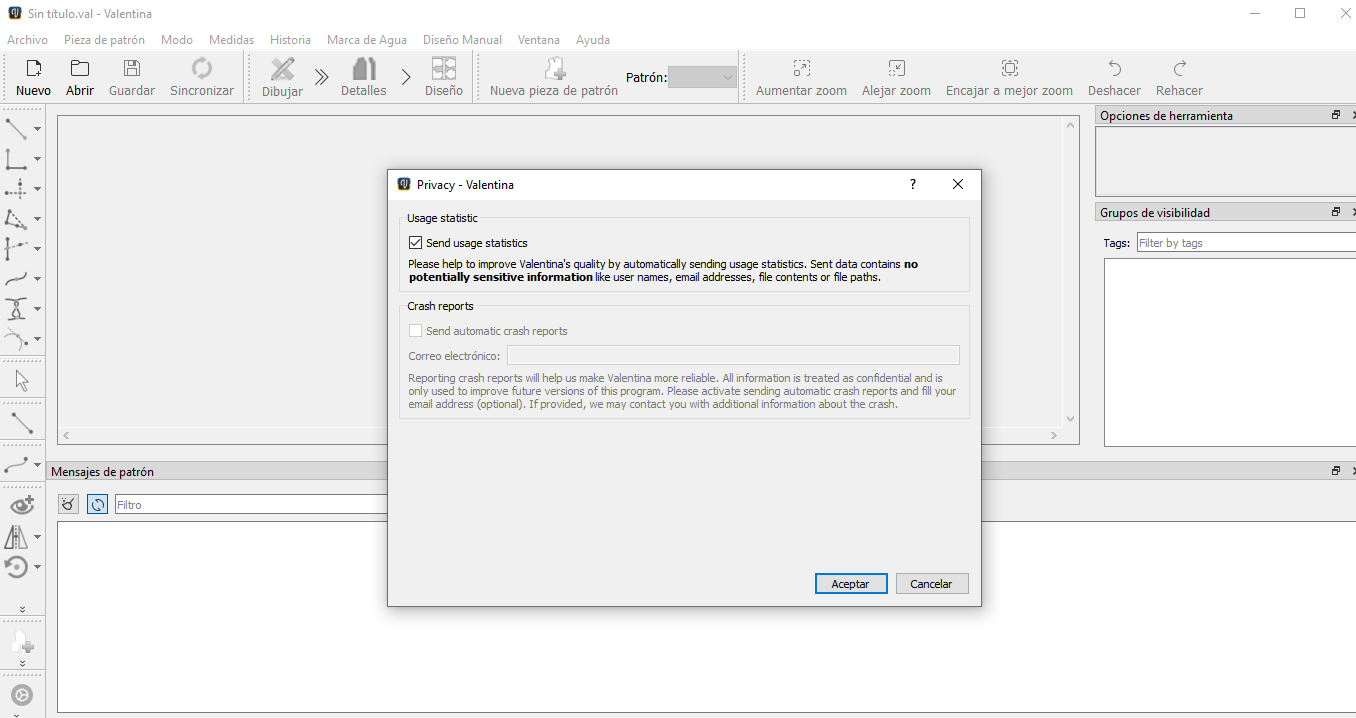 Sin título.val - Valentina
Archivo Pieza de patrón Modo Medidas Historia Marca de Agua Diseño Manual Ventana Ayuda
Nuevo Abrir Guardar Sincronizar Dibujar Detalles Diseño Nueva pieza de patrón Patrón: Aumentar zoom Alejar zoom Encajar a mejor zoom Deshacer Rehacer
Opciones de herramienta
Grupos de visibilidad
Tags: Filter by tags
Privacy - Valentina
Usage statistic
Send usage statistics
Please help to improve Valentina's quality by automatically sending usage statistics. Sent data contains no
potentially sensitive information like user names, email addresses, file contents or file paths.
Crash reports
Send automatic crash reports
Correo electrónico:
Reporting crash reports will help us make Valentina more reliable. All information is treated as confidential and is
only used to improve future versions of this program. Please activate sending automatic crash reports and fill your
email address (optional). If provided, we may contact you with additional information about the crash.
Aceptar Cancelar
Mensajes de patrón
Filtro